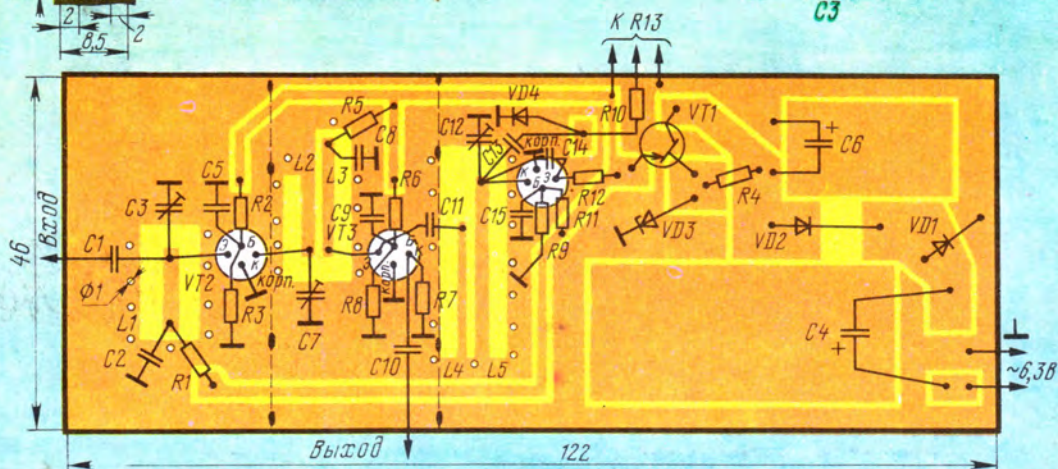 2
8,5
2
С3
К R13
46
Вход
122
Выход
~6,3В
⊥
Ф1
C1
C2
C3
L1
R1
C5
R2
VT2
Э
Б
К
корп.
R3
L2
R5
C8
L3
C7
VT3
C9
R6
З
корп.
R8
R7
C10
C11
L4
L5
C12
VD4
C13
корп.
C14
К
Б
Э
C15
R9
R11
R12
R10
VT1
VD3
R4
C6
VD2
VD1
C4
+
+